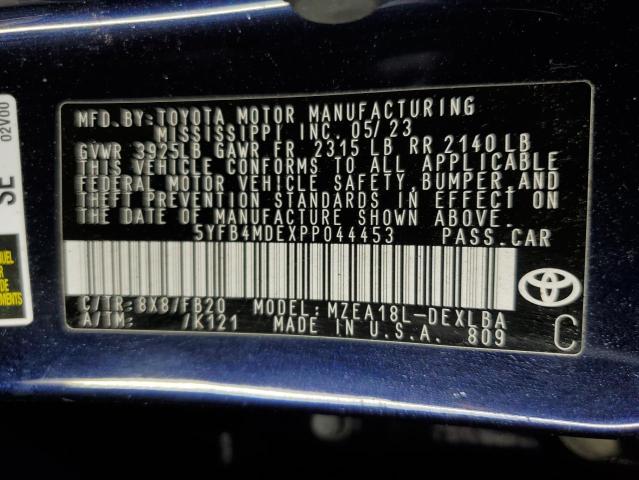 MFD.BY:TOYOTA MOTOR MANUFACTURING
MISSISSIPPI INC. 05/23
GVWR 3925LB GAWR FR 2315 LB RR 2140 LB
THIS VEHICLE CONFORMS TO ALL APPLICABLE
FEDERAL MOTOR VEHICLE SAFETY,BUMPER,AND
THEFT PREVENTION STANDARDS IN EFFECT ON
THE DATE OF MANUFACTURE SHOWN ABOVE.
5YFB4MDEXPP044453 PASS.CAR
C/TR:8X8/FB20 MODEL:MZEA18L-DEXLBA
A/TM: /K121 MADE IN U.S.A. 809
C
02V00
SE